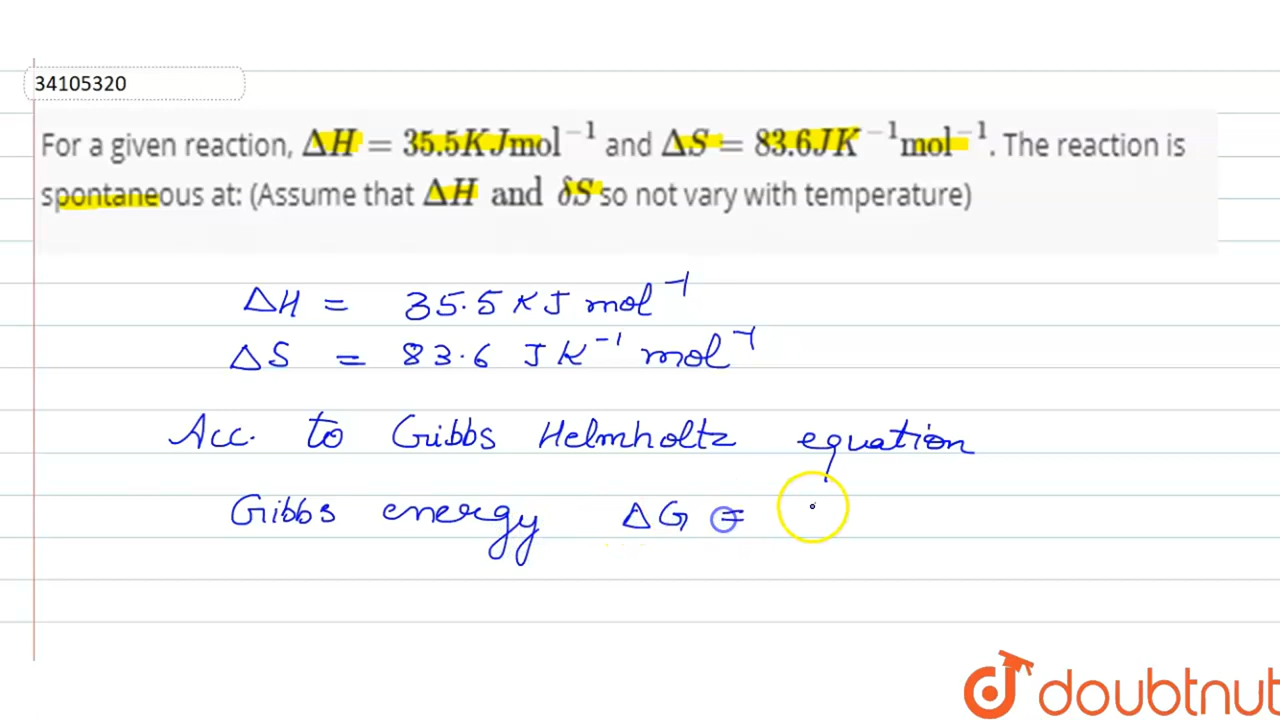 34105320
For a given reaction, ΔH = 35.5KJmol⁻¹ and ΔS = 83.6JK⁻¹mol⁻¹. The reaction is
spontaneous at: (Assume that ΔH and δS so not vary with temperature)
ΔH = 35.5 KJ mol⁻¹
ΔS = 83.6 JK⁻¹ mol⁻¹
Acc. to Gibbs Helmholtz equation
Gibbs energy ΔG =
doubtnut